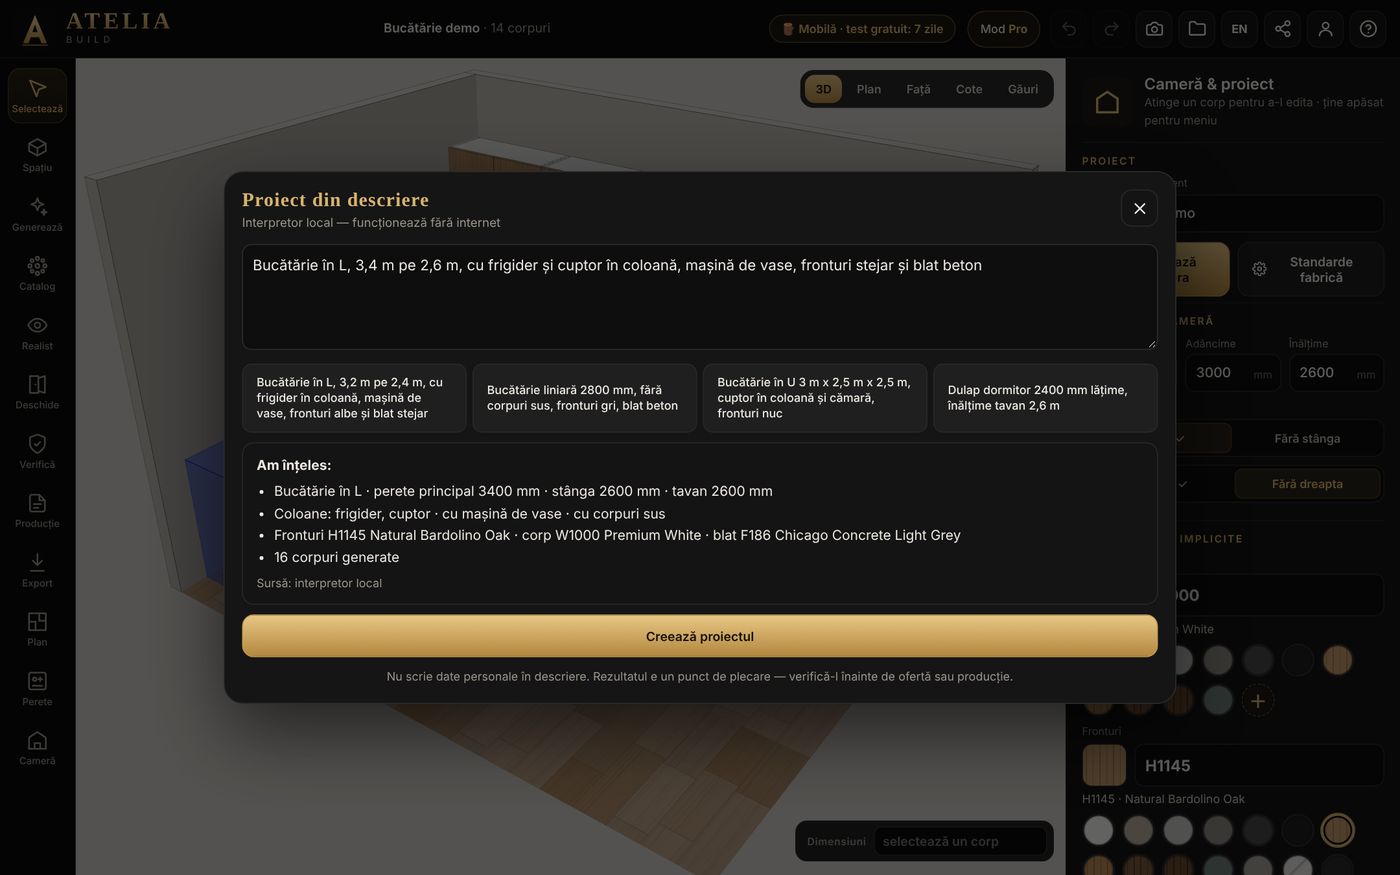 ATELIA
BUILD
Bucătărie demo · 14 corpuri
Mobilă · test gratuit: 7 zile
Mod Pro
EN
Selectează
Spațiu
Generează
Catalog
Realist
Deschide
Verifică
Producție
Export
Plan
Perete
Cameră
3D
Plan
Față
Cote
Găuri
Cameră & proiect
Atinge un corp pentru a-l edita · ține apăsat
pentru meniu
PROIECT
Proiect din descriere
Interpretor local — funcționează fără internet
Bucătărie în L, 3,4 m pe 2,6 m, cu frigider și cuptor în coloană, mașină de vase, fronturi stejar și blat beton
Bucătărie în L, 3,2 m pe 2,4 m, cu
frigider în coloană, mașină de
vase, fronturi albe și blat stejar
Bucătărie liniară 2800 mm, fără
corpuri sus, fronturi gri, blat beton
Bucătărie în U 3 m x 2,5 m x 2,5 m,
cuptor în coloană și cămară,
fronturi nuc
Dulap dormitor 2400 mm lățime,
înălțime tavan 2,6 m
Am înțeles:
• Bucătărie în L · perete principal 3400 mm · stânga 2600 mm · tavan 2600 mm
• Coloane: frigider, cuptor · cu mașină de vase · cu corpuri sus
• Fronturi H1145 Natural Bardolino Oak · corp W1000 Premium White · blat F186 Chicago Concrete Light Grey
• 16 corpuri generate
Sursă: interpretor local
Creează proiectul
Nu scrie date personale în descriere. Rezultatul e un punct de plecare — verifică-l înainte de ofertă sau producție.
Standarde
fabrică
Adâncime
Înălțime
3000 mm
2600 mm
Fără stânga
Fără dreapta
IMPLICITE
White
Fronturi
H1145
H1145 · Natural Bardolino Oak
Dimensiuni
selectează un corp